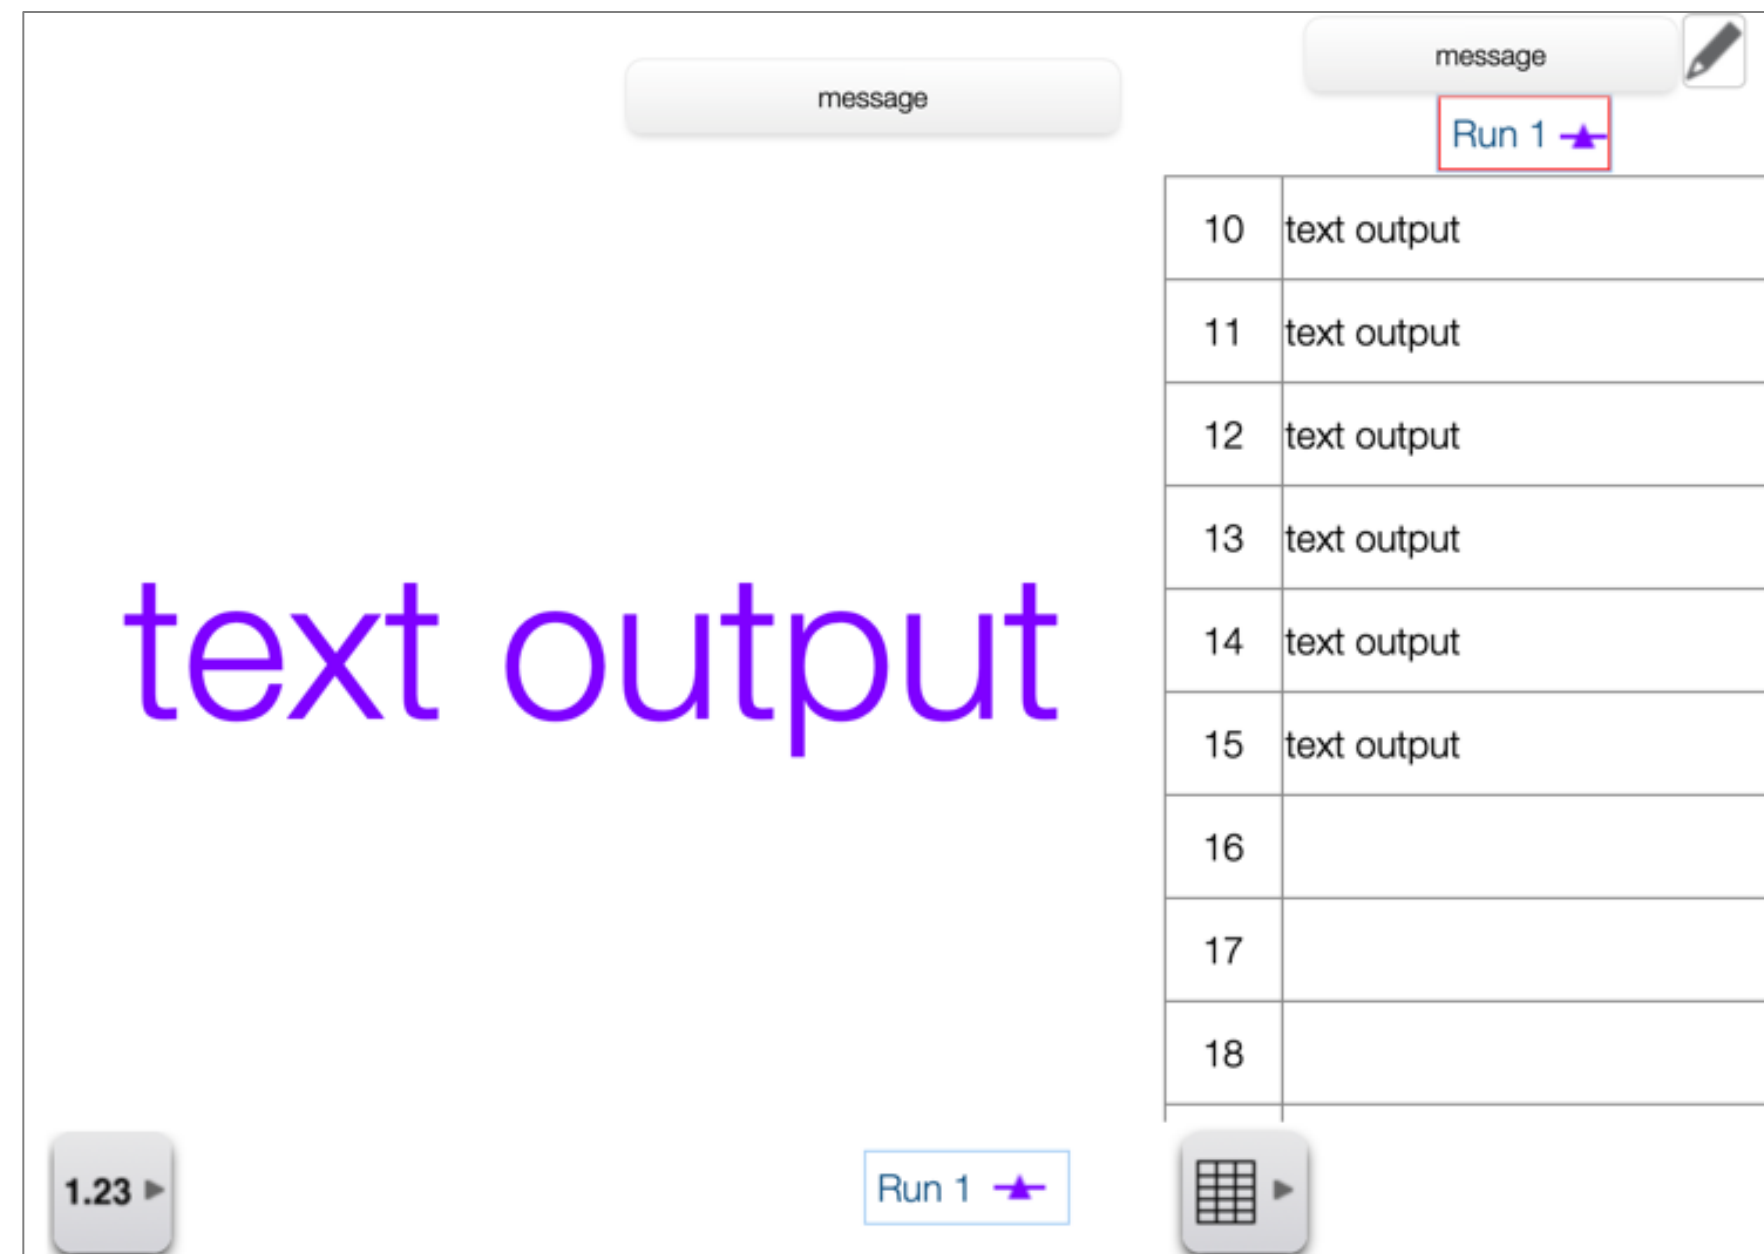 message
text output
1.23
Run 1
message
Run 1
10 text output
11 text output
12 text output
13 text output
14 text output
15 text output
16
17
18